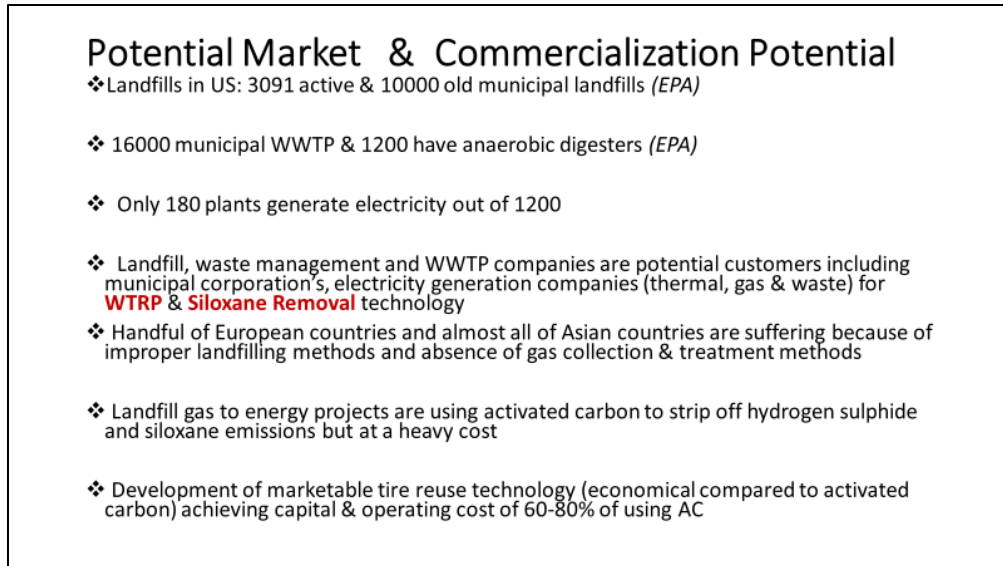 Potential Market & Commercialization Potential
❖Landfills in US: 3091 active & 10000 old municipal landfills (EPA)
❖ 16000 municipal WWTP & 1200 have anaerobic digesters (EPA)
❖ Only 180 plants generate electricity out of 1200
❖ Landfill, waste management and WWTP companies are potential customers including
municipal corporation's, electricity generation companies (thermal, gas & waste) for
WTRP & Siloxane Removal technology
❖ Handful of European countries and almost all of Asian countries are suffering because of
improper landfilling methods and absence of gas collection & treatment methods
❖ Landfill gas to energy projects are using activated carbon to strip off hydrogen sulphide
and siloxane emissions but at a heavy cost
❖ Development of marketable tire reuse technology (economical compared to activated
carbon) achieving capital & operating cost of 60-80% of using AC